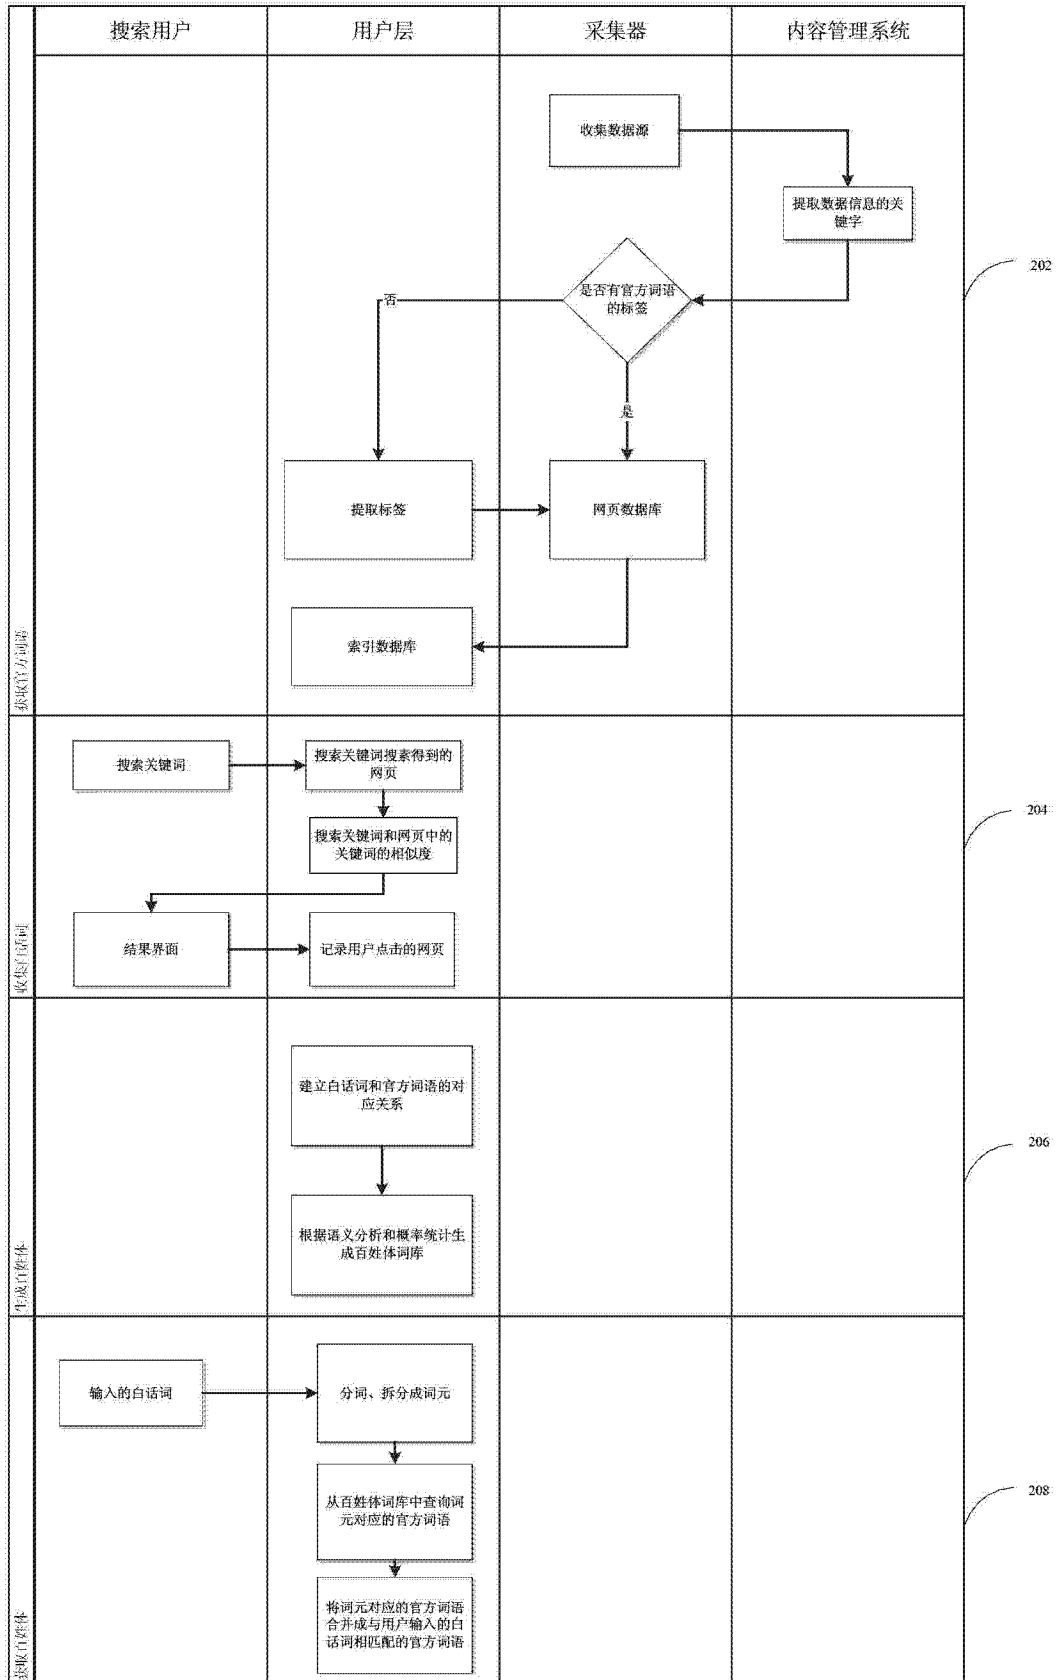 搜索用户
用户层
采集器
内容管理系统
收集数据源
提取数据信息的关
键字
202
是否有官方词语
的标签
否
是
提取标签
网页数据库
索引数据库
获取官方词语
搜索关键词
搜索关键词搜素得到的
网页
204
搜索关键词和网页中的
关键词的相似度
结果界面
记录用户点击的网页
收集白话词
建立白话词和官方词语的对
应关系
206
根据语义分析和概率统计生
成百姓体词库
生成百姓体
输入的白话词
分词、拆分成词元
208
从百姓体词库中查询词
元对应的官方词语
将词元对应的官方词语
合并成与用户输入的白
话词相匹配的官方词语
获取百姓体